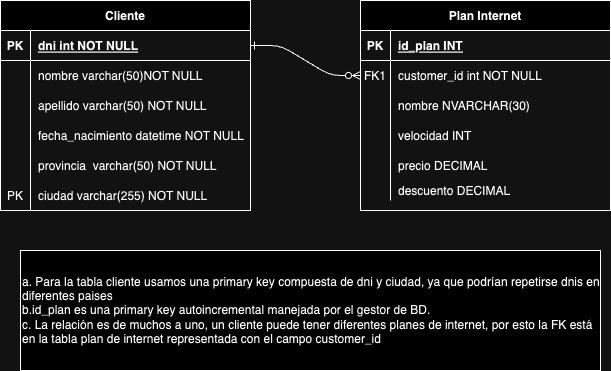 Cliente
PK dni int NOT NULL
nombre varchar(50)NOT NULL
apellido varchar(50) NOT NULL
fecha_nacimiento datetime NOT NULL
provincia  varchar(50) NOT NULL
PK ciudad varchar(255) NOT NULL
Plan Internet
PK id_plan INT
FK1 customer_id int NOT NULL
nombre NVARCHAR(30)
velocidad INT
precio DECIMAL
descuento DECIMAL
a. Para la tabla cliente usamos una primary key compuesta de dni y ciudad, ya que podrían repetirse dnis en
diferentes paises
b.id_plan es una primary key autoincremental manejada por el gestor de BD.
c. La relación es de muchos a uno, un cliente puede tener diferentes planes de internet, por esto la FK está
en la tabla plan de internet representada con el campo customer_id